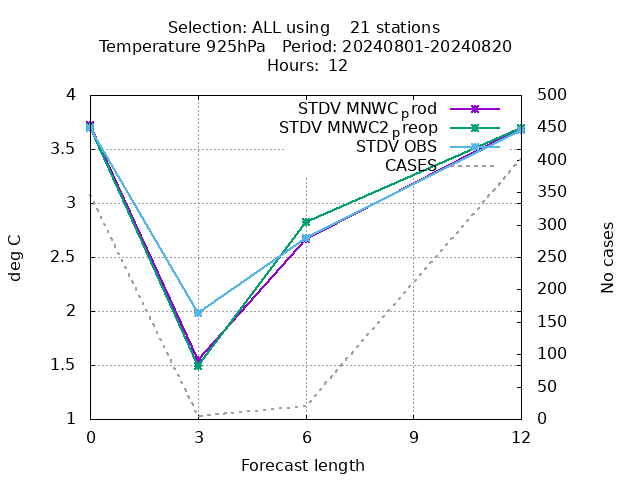 Selection: ALL using    21 stations
Temperature 925hPa   Period: 20240801-20240820
Hours: 12
4
3.5
3
2.5
2
1.5
1
deg C
STDV MNWC_prod
STDV MNWC2_preop
STDV OBS
CASES
500
450
400
350
300
250
200
150
100
50
0
No cases
0 3 6 9 12
Forecast length